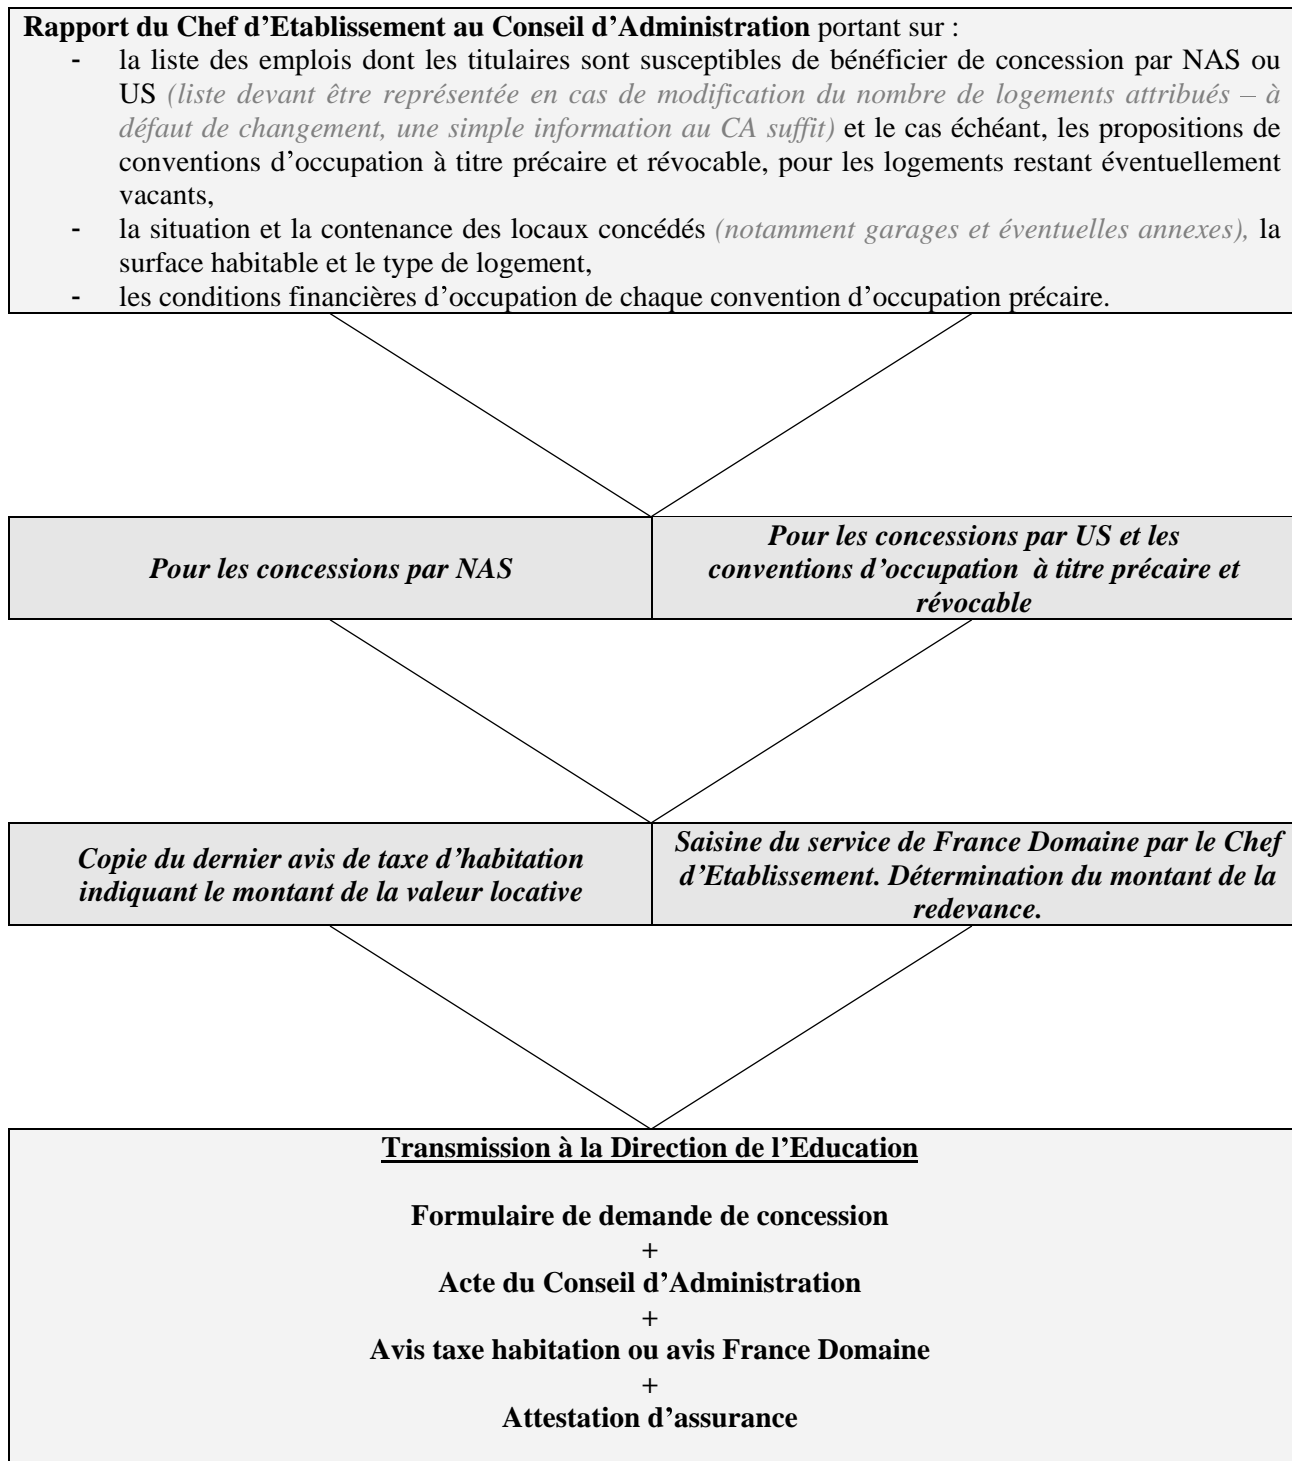 Rapport du Chef d’Etablissement au Conseil d’Administration portant sur :
- la liste des emplois dont les titulaires sont susceptibles de bénéficier de concession par NAS ou
US (liste devant être représentée en cas de modification du nombre de logements attribués – à
défaut de changement, une simple information au CA suffit) et le cas échéant, les propositions de
conventions d’occupation à titre précaire et révocable, pour les logements restant éventuellement
vacants,
- la situation et la contenance des locaux concédés (notamment garages et éventuelles annexes), la
surface habitable et le type de logement,
- les conditions financières d’occupation de chaque convention d’occupation précaire.
Pour les concessions par NAS
Pour les concessions par US et les
conventions d’occupation à titre précaire et
révocable
Copie du dernier avis de taxe d’habitation
indiquant le montant de la valeur locative
Saisine du service de France Domaine par le Chef
d’Etablissement. Détermination du montant de la
redevance.
Transmission à la Direction de l’Education
Formulaire de demande de concession
+
Acte du Conseil d’Administration
+
Avis taxe habitation ou avis France Domaine
+
Attestation d’assurance